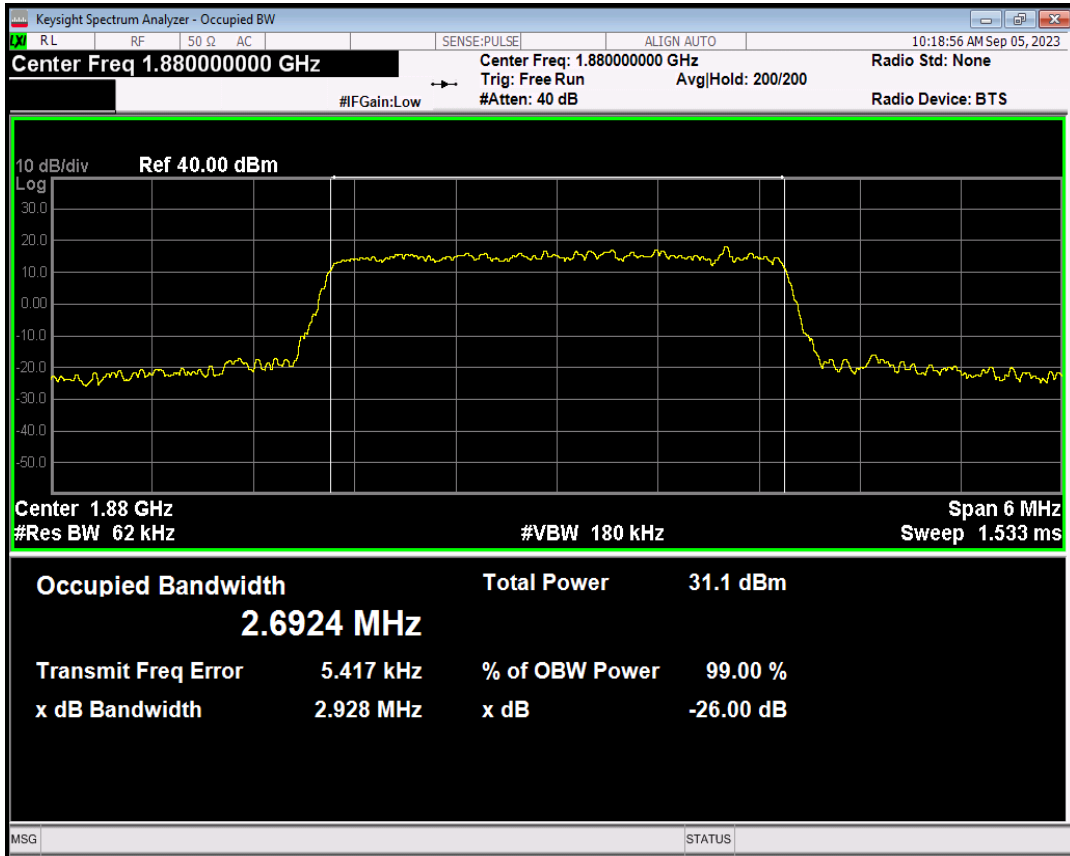 Keysight Spectrum Analyzer - Occupied BW
LXI RL RF 50 Ω AC SENSE:PULSE ALIGN AUTO 10:18:56 AM Sep 05, 2023
Center Freq 1.880000000 GHz Center Freq: 1.880000000 GHz Radio Std: None
Trig: Free Run Avg|Hold: 200/200
#IFGain:Low #Atten: 40 dB Radio Device: BTS
10 dB/div Ref 40.00 dBm
Log
30.0
20.0
10.0
0.00
-10.0
-20.0
-30.0
-40.0
-50.0
Center 1.88 GHz Span 6 MHz
#Res BW 62 kHz #VBW 180 kHz Sweep 1.533 ms
Occupied Bandwidth Total Power 31.1 dBm
2.6924 MHz
Transmit Freq Error 5.417 kHz % of OBW Power 99.00 %
x dB Bandwidth 2.928 MHz x dB -26.00 dB
MSG STATUS